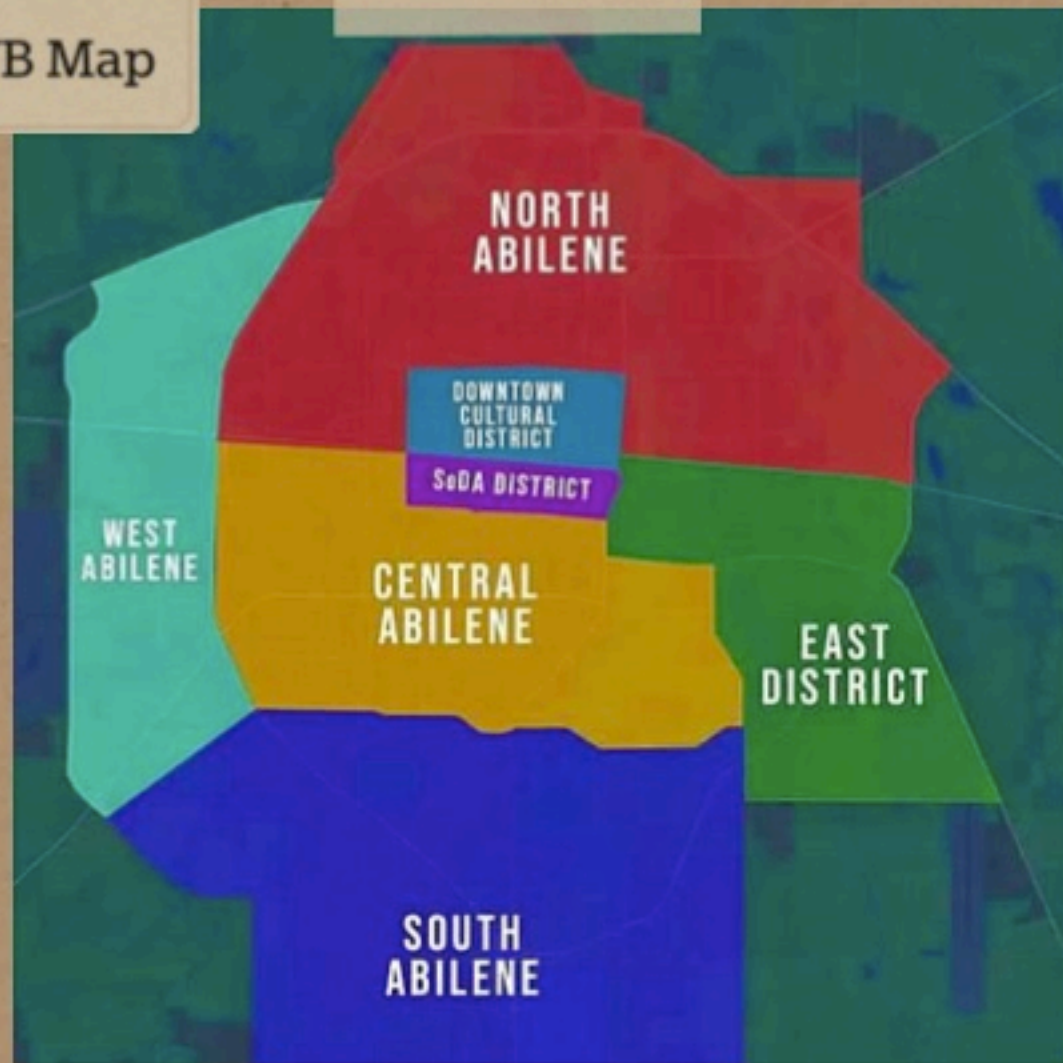 B Map
NORTH
ABILENE
DOWNTOWN
CULTURAL
DISTRICT
SoDA DISTRICT
WEST
ABILENE
CENTRAL
ABILENE
EAST
DISTRICT
SOUTH
ABILENE